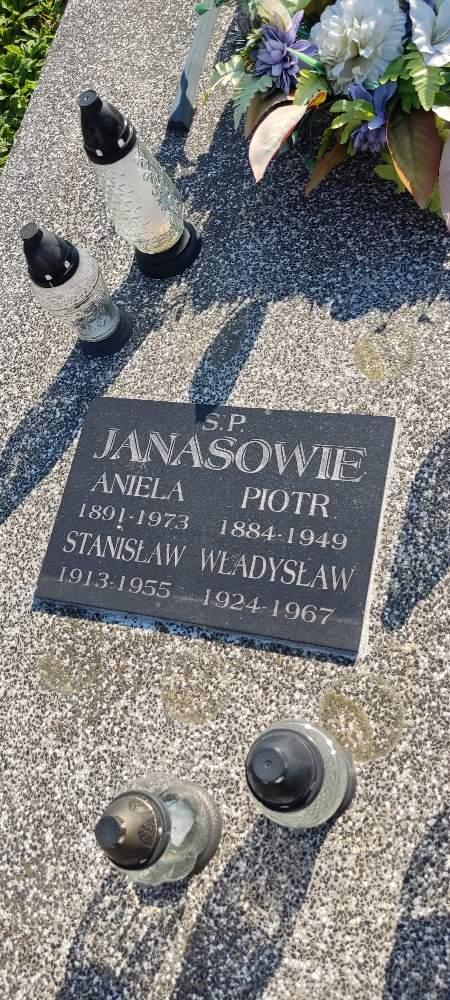 S.P.
JANASOWIE
ANIELA PIOTR
1891-1973 1884-1949
STANISŁAW WŁADYSŁAW
1913-1955 1924-1967